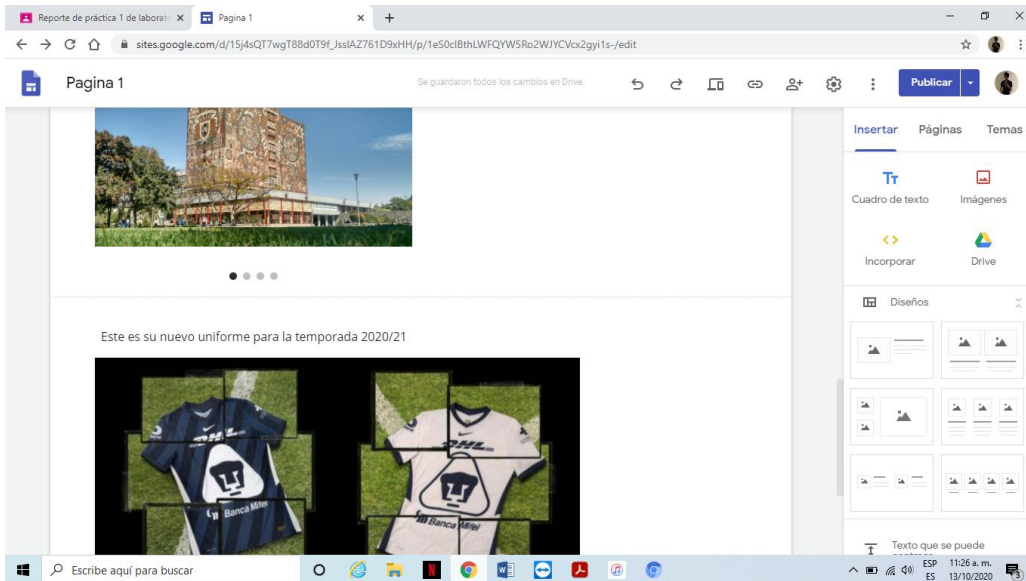 Reporte de práctica 1 de laborato
Pagina 1
sites.google.com/d/15j4sQT7wgT88d0T9f_JssIAZ761D9xHH/p/1eS0cIBthLWFQYW5Ro2WJYCVcx2gyi1s-/edit
Pagina 1
Se guardaron todos los cambios en Drive.
Publicar
Insertar Páginas Temas
Cuadro de texto
Imágenes
Incorporar
Drive
Diseños
Este es su nuevo uniforme para la temporada 2020/21
DHL
Banca Mifel
DHL
Banca Mifel
Texto que se puede
Escribe aquí para buscar
ESP
ES
11:26 a. m.
13/10/2020
3